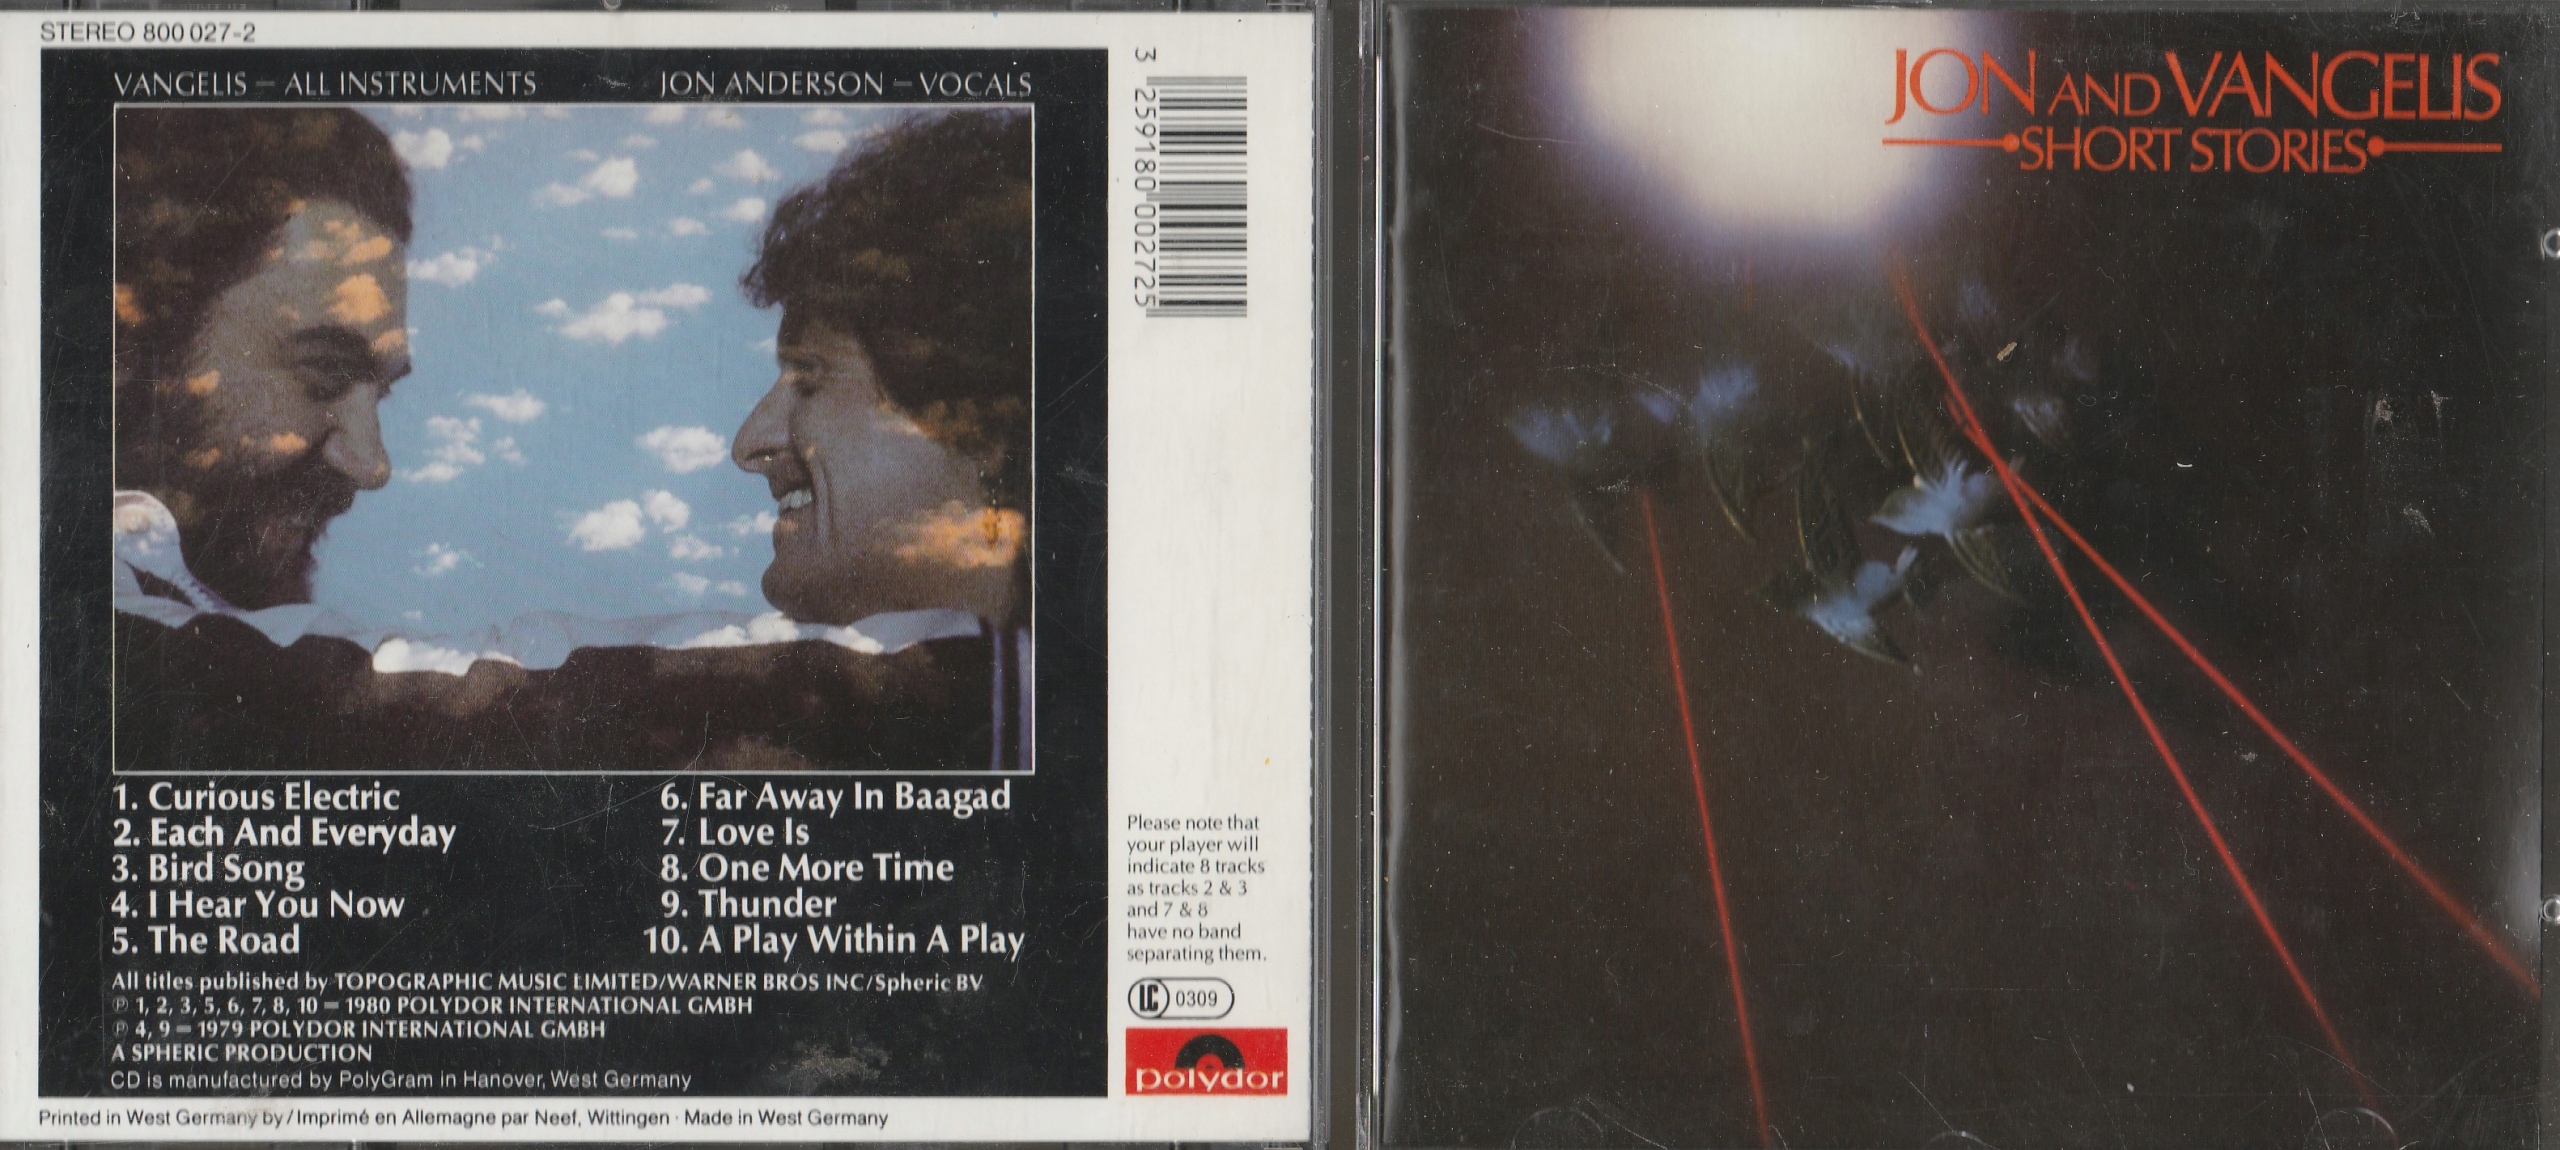 STEREO 800 027-2
VANGELIS – ALL INSTRUMENTS
JON ANDERSON – VOCALS
1. Curious Electric
2. Each And Everyday
3. Bird Song
4. I Hear You Now
5. The Road
6. Far Away In Baagad
7. Love Is
8. One More Time
9. Thunder
10. A Play Within A Play
All titles published by TOPOGRAPHIC MUSIC LIMITED/WARNER BROS INC/Spheric BV
℗ 1, 2, 3, 5, 6, 7, 8, 10 – 1980 POLYDOR INTERNATIONAL GMBH
℗ 4, 9 – 1979 POLYDOR INTERNATIONAL GMBH
A SPHERIC PRODUCTION
CD is manufactured by PolyGram in Hanover, West Germany
Printed in West Germany by / Imprimé en Allemagne par Neef, Wittingen · Made in West Germany
3 259180 002725
Please note that
your player will
indicate 8 tracks
as tracks 2 & 3
and 7 & 8
have no band
separating them.
LC 0309
polydor
JON AND VANGELIS
SHORT STORIES